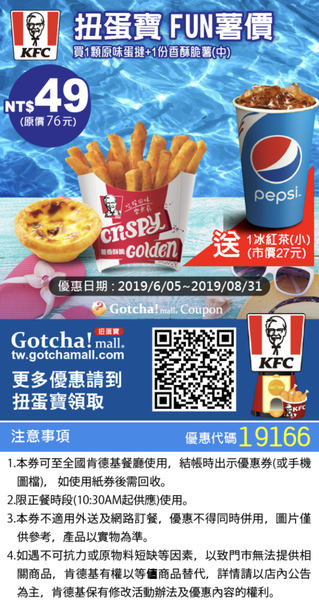 KFC
扭蛋寶 FUN薯價
買1顆原味蛋撻+1份香酥脆薯(中)
NT$49
(原價76元)
pepsi.
crispy
香酥脆
Golden
送 1冰紅茶(小)
(市價27元)
優惠日期：2019/6/05~2019/08/31
Gotcha! mall. Coupon
扭蛋寶
Gotcha! mall.
tw.gotchamall.com
更多優惠請到
扭蛋寶領取
KFC
KFC
注意事項
優惠代碼19166
1.本券可至全國肯德基餐廳使用，結帳時出示優惠券(或手機
圖檔)，如使用紙券後需回收。
2.限正餐時段(10:30AM起供應)使用。
3.本券不適用外送及網路訂餐，優惠不得同時併用，圖片僅
供參考，產品以實物為準。
4.如遇不可抗力或原物料短缺等因素，以致門市無法提供相
關商品，肯德基有權以等值商品替代，詳情請以店內公告
為主，肯德基保有修改活動辦法及優惠內容的權利。